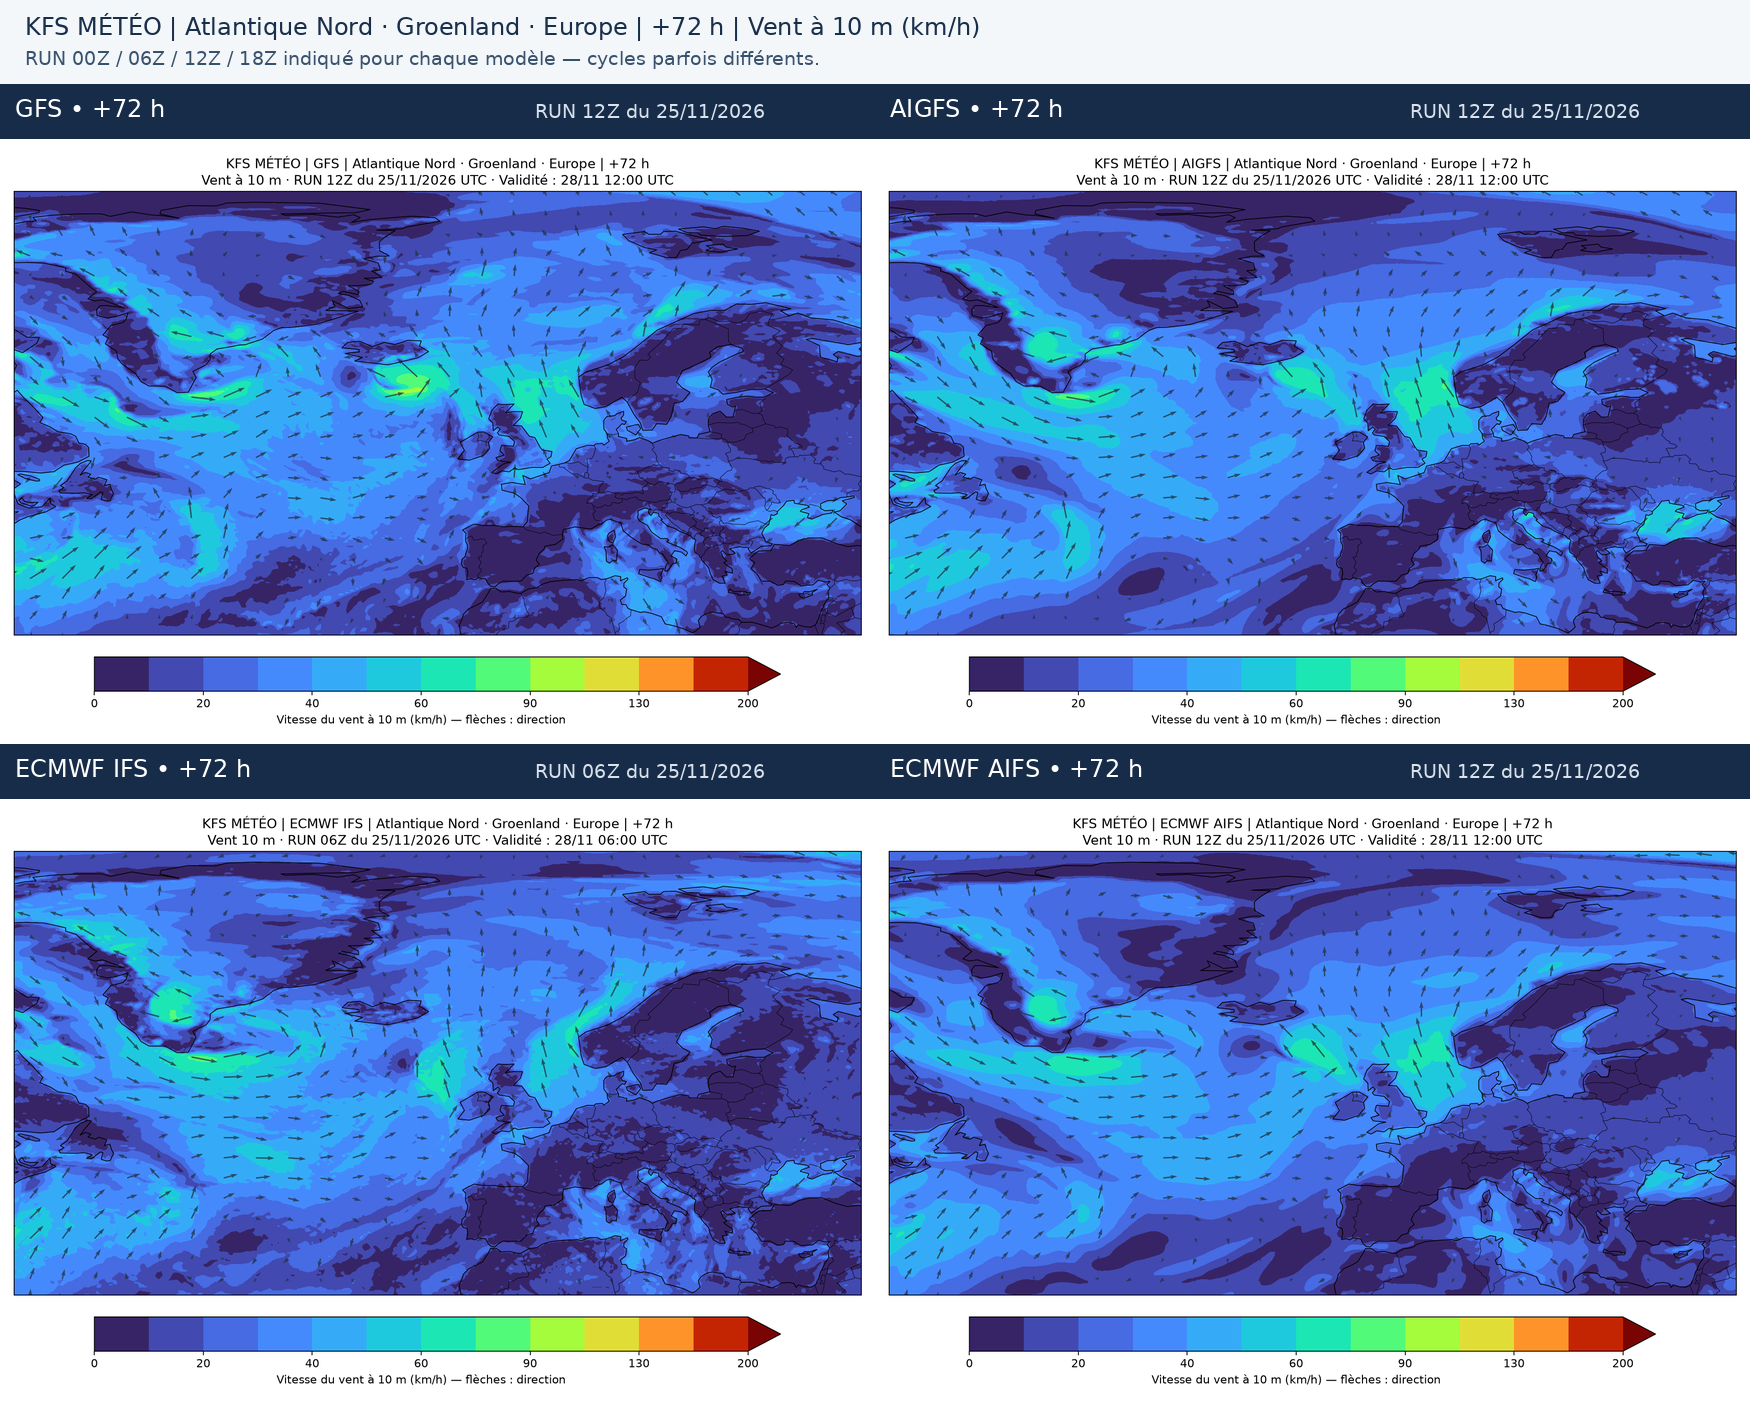 KFS MÉTÉO | Atlantique Nord · Groenland · Europe | +72 h | Vent à 10 m (km/h)
RUN 00Z / 06Z / 12Z / 18Z indiqué pour chaque modèle — cycles parfois différents.
GFS • +72 h
RUN 12Z du 25/11/2026
KFS MÉTÉO | GFS | Atlantique Nord · Groenland · Europe | +72 h
Vent à 10 m · RUN 12Z du 25/11/2026 UTC · Validité : 28/11 12:00 UTC
0 20 40 60 90 130 200
Vitesse du vent à 10 m (km/h) — flèches : direction
AIGFS • +72 h
RUN 12Z du 25/11/2026
KFS MÉTÉO | AIGFS | Atlantique Nord · Groenland · Europe | +72 h
Vent à 10 m · RUN 12Z du 25/11/2026 UTC · Validité : 28/11 12:00 UTC
0 20 40 60 90 130 200
Vitesse du vent à 10 m (km/h) — flèches : direction
ECMWF IFS • +72 h
RUN 06Z du 25/11/2026
KFS MÉTÉO | ECMWF IFS | Atlantique Nord · Groenland · Europe | +72 h
Vent 10 m · RUN 06Z du 25/11/2026 UTC · Validité : 28/11 06:00 UTC
0 20 40 60 90 130 200
Vitesse du vent à 10 m (km/h) — flèches : direction
ECMWF AIFS • +72 h
RUN 12Z du 25/11/2026
KFS MÉTÉO | ECMWF AIFS | Atlantique Nord · Groenland · Europe | +72 h
Vent 10 m · RUN 12Z du 25/11/2026 UTC · Validité : 28/11 12:00 UTC
0 20 40 60 90 130 200
Vitesse du vent à 10 m (km/h) — flèches : direction